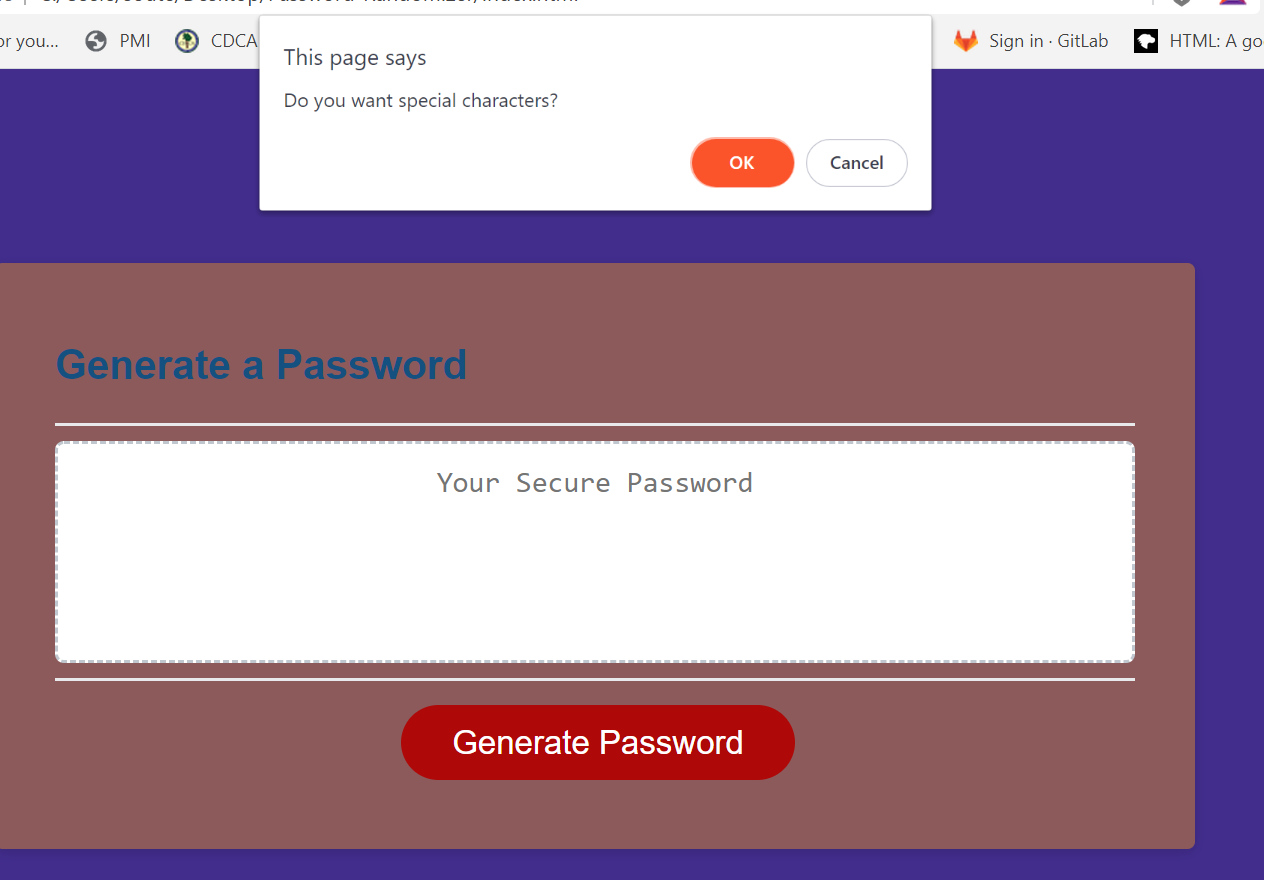 or you... PMI CDCA Sign in · GitLab HTML: A go
This page says
Do you want special characters?
OK Cancel
Generate a Password
Your Secure Password
Generate Password